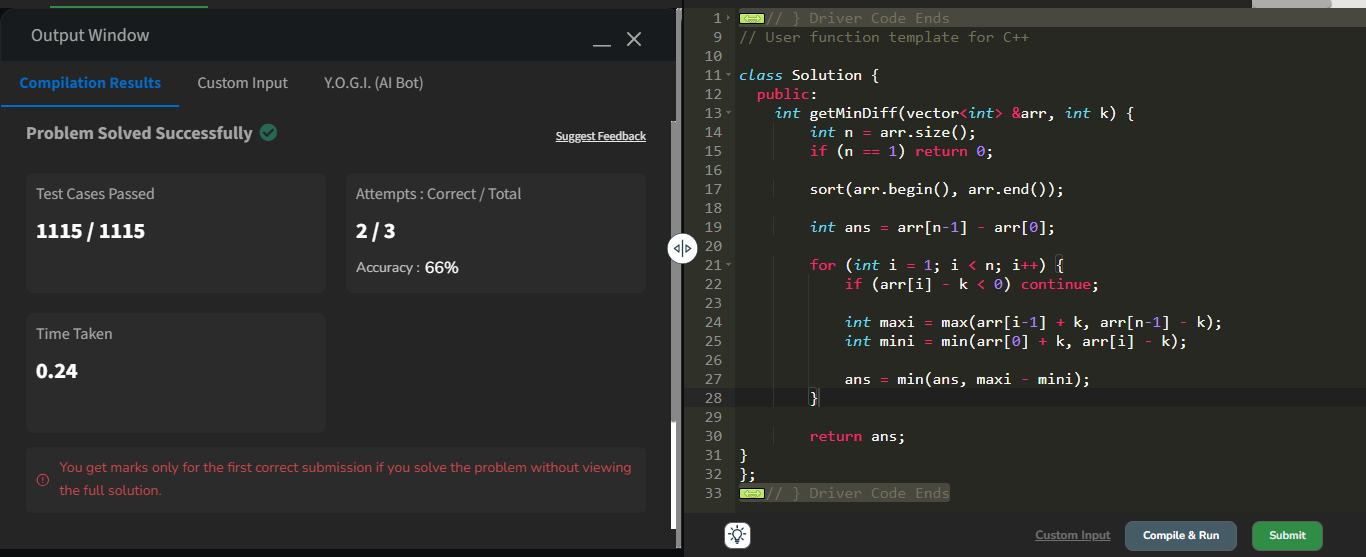 Output Window
Compilation Results
Custom Input
Y.O.G.I. (AI Bot)
Problem Solved Successfully
Suggest Feedback
Test Cases Passed
1115 / 1115
Attempts : Correct / Total
2 / 3
Accuracy : 66%
Time Taken
0.24
You get marks only for the first correct submission if you solve the problem without viewing
the full solution.
1 // } Driver Code Ends
9 // User function template for C++
10
11 class Solution {
12   public:
13     int getMinDiff(vector<int> &arr, int k) {
14         int n = arr.size();
15         if (n == 1) return 0;
16
17         sort(arr.begin(), arr.end());
18
19         int ans = arr[n-1] - arr[0];
20
21         for (int i = 1; i < n; i++) {
22             if (arr[i] - k < 0) continue;
23
24             int maxi = max(arr[i-1] + k, arr[n-1] - k);
25             int mini = min(arr[0] + k, arr[i] - k);
26
27             ans = min(ans, maxi - mini);
28         }
29
30         return ans;
31 }
32 };
33 // } Driver Code Ends
Custom Input
Compile & Run
Submit